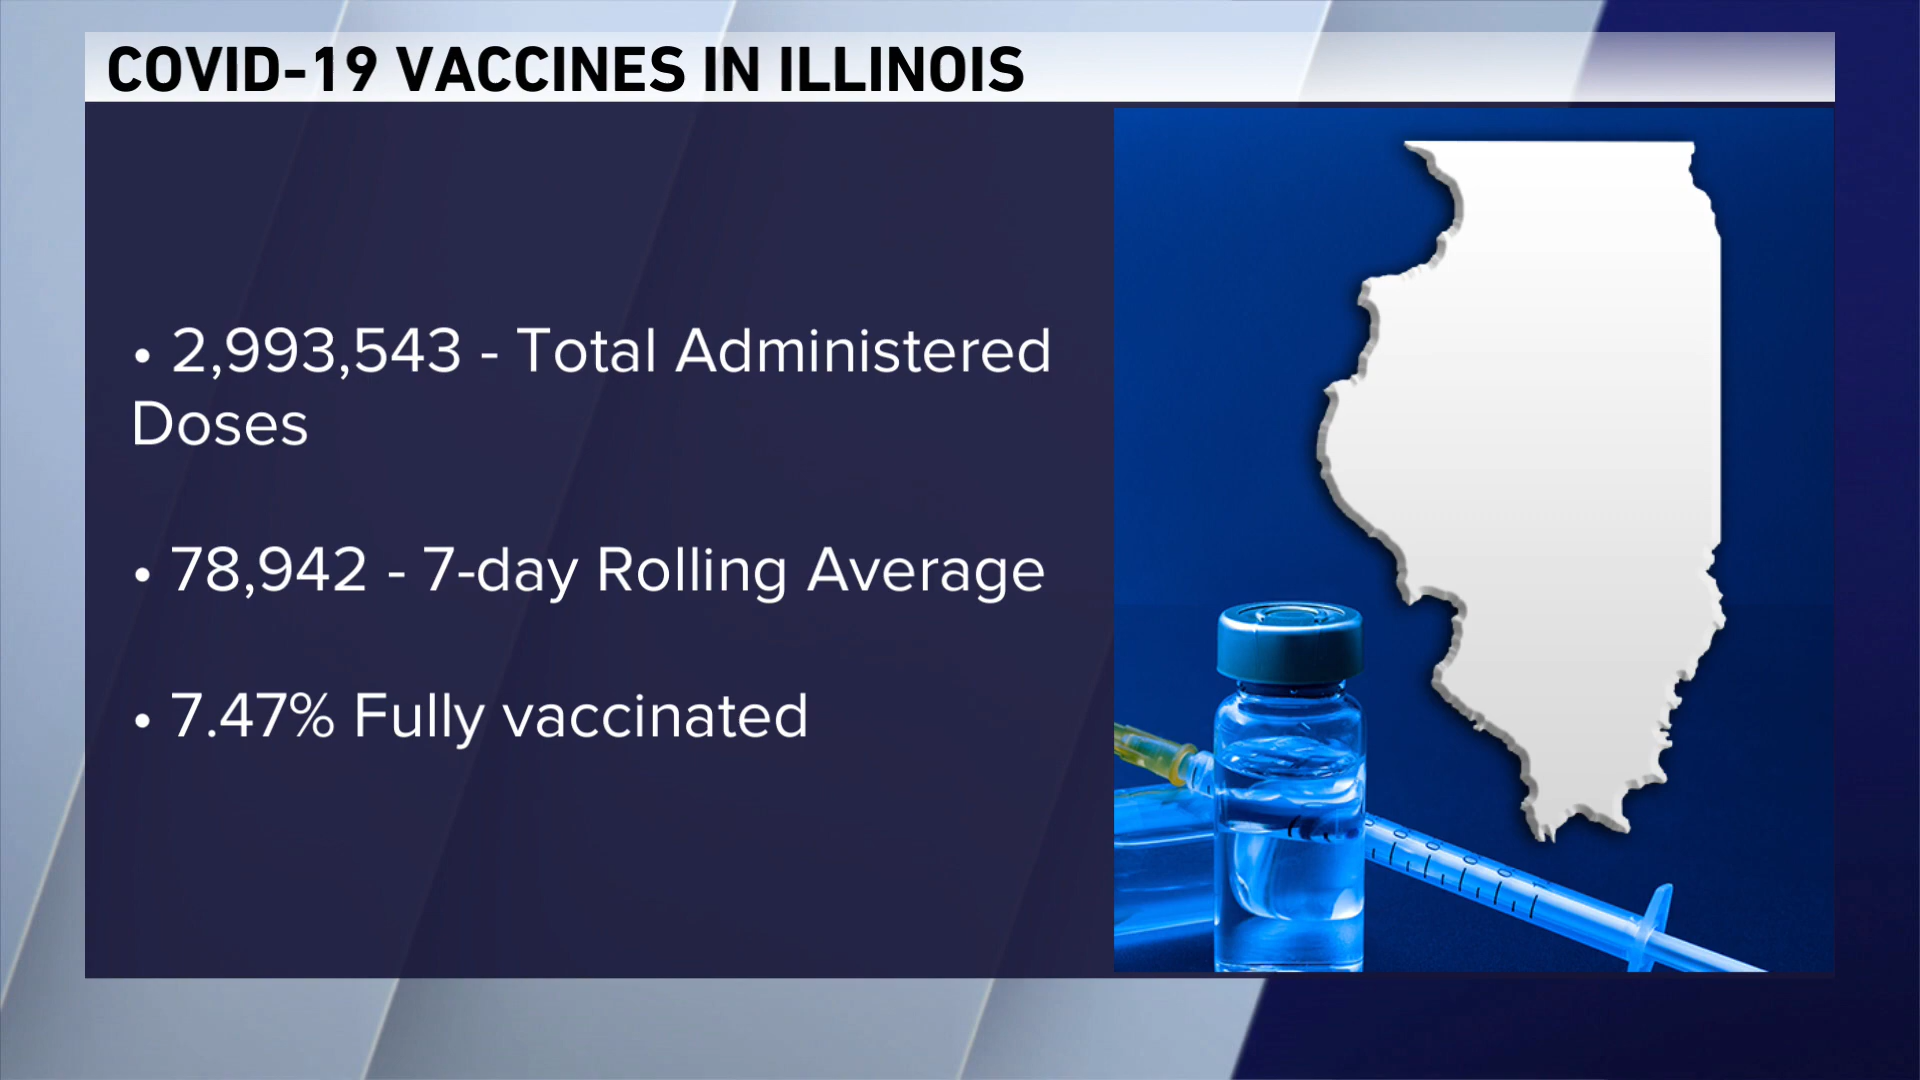 COVID-19 VACCINES IN ILLINOIS
• 2,993,543 - Total Administered
Doses
• 78,942 - 7-day Rolling Average
• 7.47% Fully vaccinated